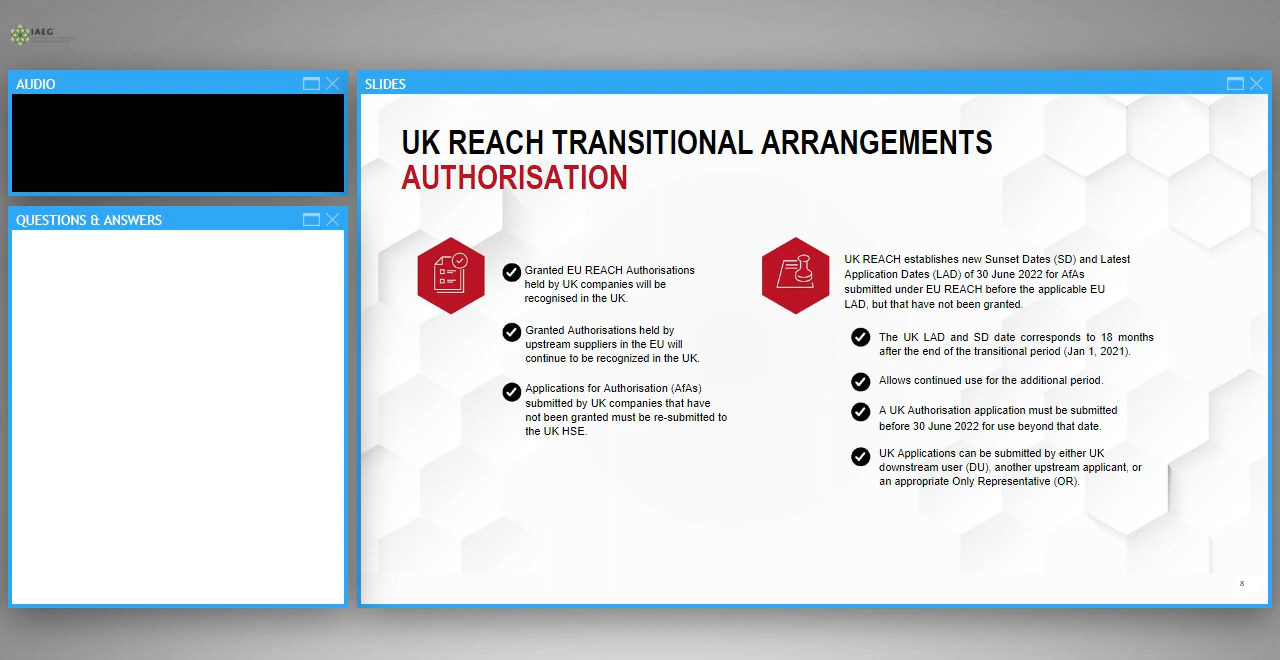 IAEG
AUDIO
QUESTIONS & ANSWERS
SLIDES
UK REACH TRANSITIONAL ARRANGEMENTS
AUTHORISATION
Granted EU REACH Authorisations
held by UK companies will be
recognised in the UK.
Granted Authorisations held by
upstream suppliers in the EU will
continue to be recognized in the UK.
Applications for Authorisation (AfAs)
submitted by UK companies that have
not been granted must be re-submitted to
the UK HSE.
UK REACH establishes new Sunset Dates (SD) and Latest
Application Dates (LAD) of 30 June 2022 for AfAs
submitted under EU REACH before the applicable EU
LAD, but that have not been granted.
The UK LAD and SD date corresponds to 18 months
after the end of the transitional period (Jan 1, 2021).
Allows continued use for the additional period.
A UK Authorisation application must be submitted
before 30 June 2022 for use beyond that date.
UK Applications can be submitted by either UK
downstream user (DU), another upstream applicant, or
an appropriate Only Representative (OR).
8